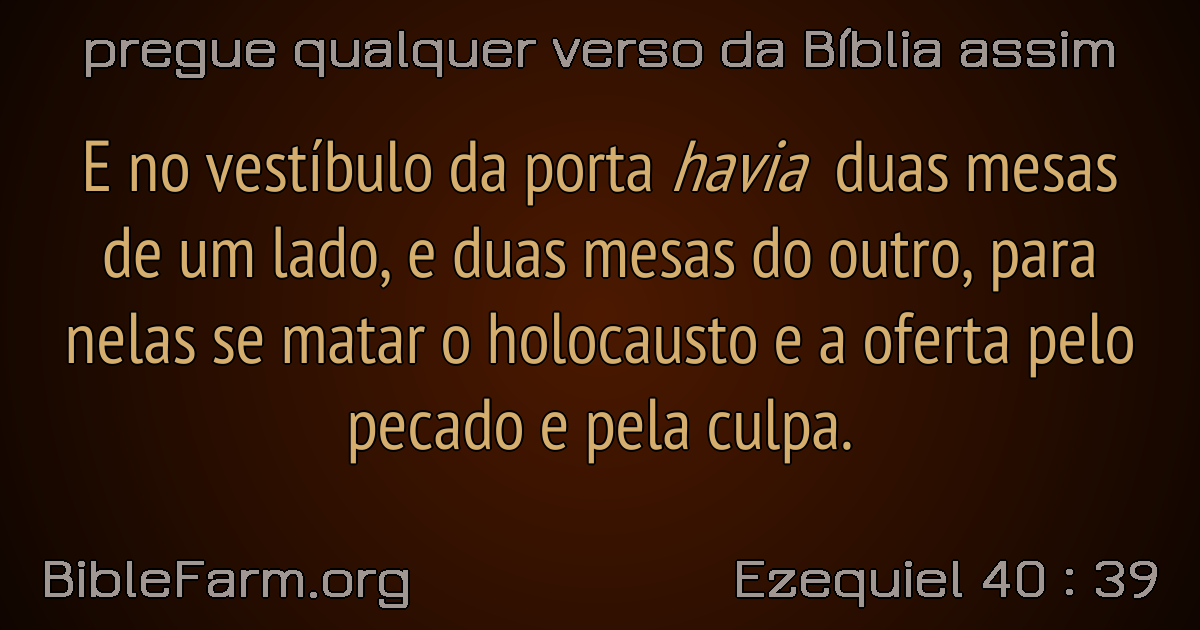 pregue qualquer verso da Bíblia assim
E no vestíbulo da porta havia duas mesas
de um lado, e duas mesas do outro, para
nelas se matar o holocausto e a oferta pelo
pecado e pela culpa.
BibleFarm.org
Ezequiel 40 : 39